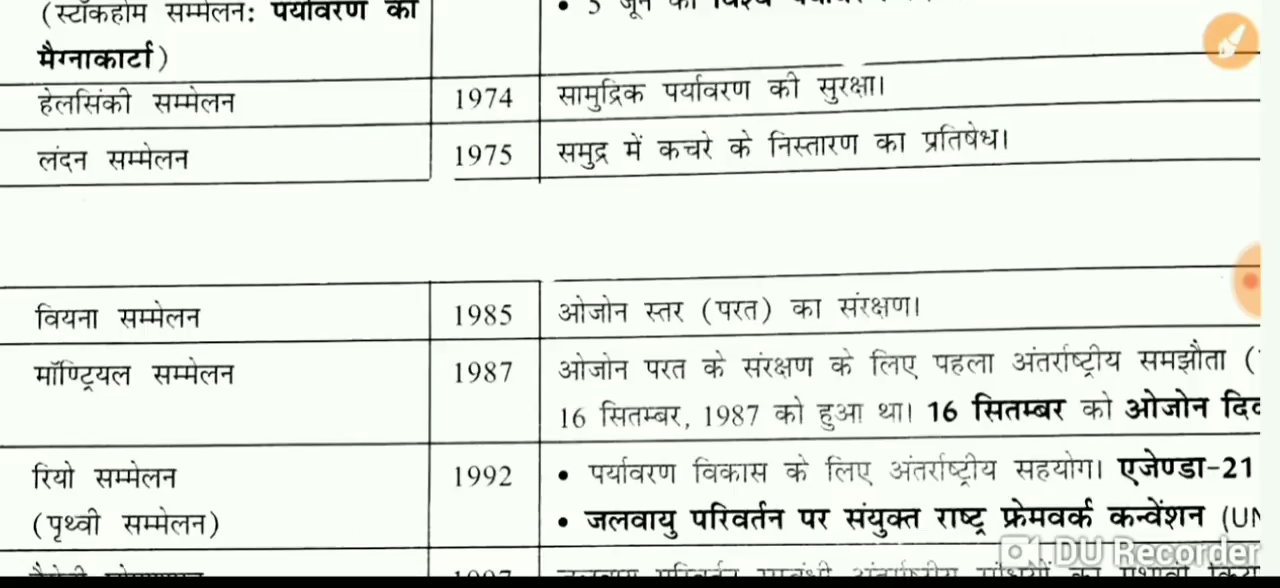 (स्टॉकहोम सम्मेलन: पर्यावरण का
• 5 जून को विश्व
मैग्नाकार्टा)
हेलसिंकी सम्मेलन 1974 सामुद्रिक पर्यावरण की सुरक्षा।
लंदन सम्मेलन 1975 समुद्र में कचरे के निस्तारण का प्रतिषेध।
वियना सम्मेलन 1985 ओजोन स्तर (परत) का संरक्षण।
मॉण्ट्रियल सम्मेलन 1987 ओजोन परत के संरक्षण के लिए पहला अंतर्राष्ट्रीय समझौता (
16 सितम्बर, 1987 को हुआ था। 16 सितम्बर को ओजोन दि
रियो सम्मेलन 1992 • पर्यावरण विकास के लिए अंतर्राष्ट्रीय सहयोग। एजेण्डा-21
(पृथ्वी सम्मेलन) • जलवायु परिवर्तन पर संयुक्त राष्ट्र फ्रेमवर्क कन्वेंशन (UN
DU Recorder